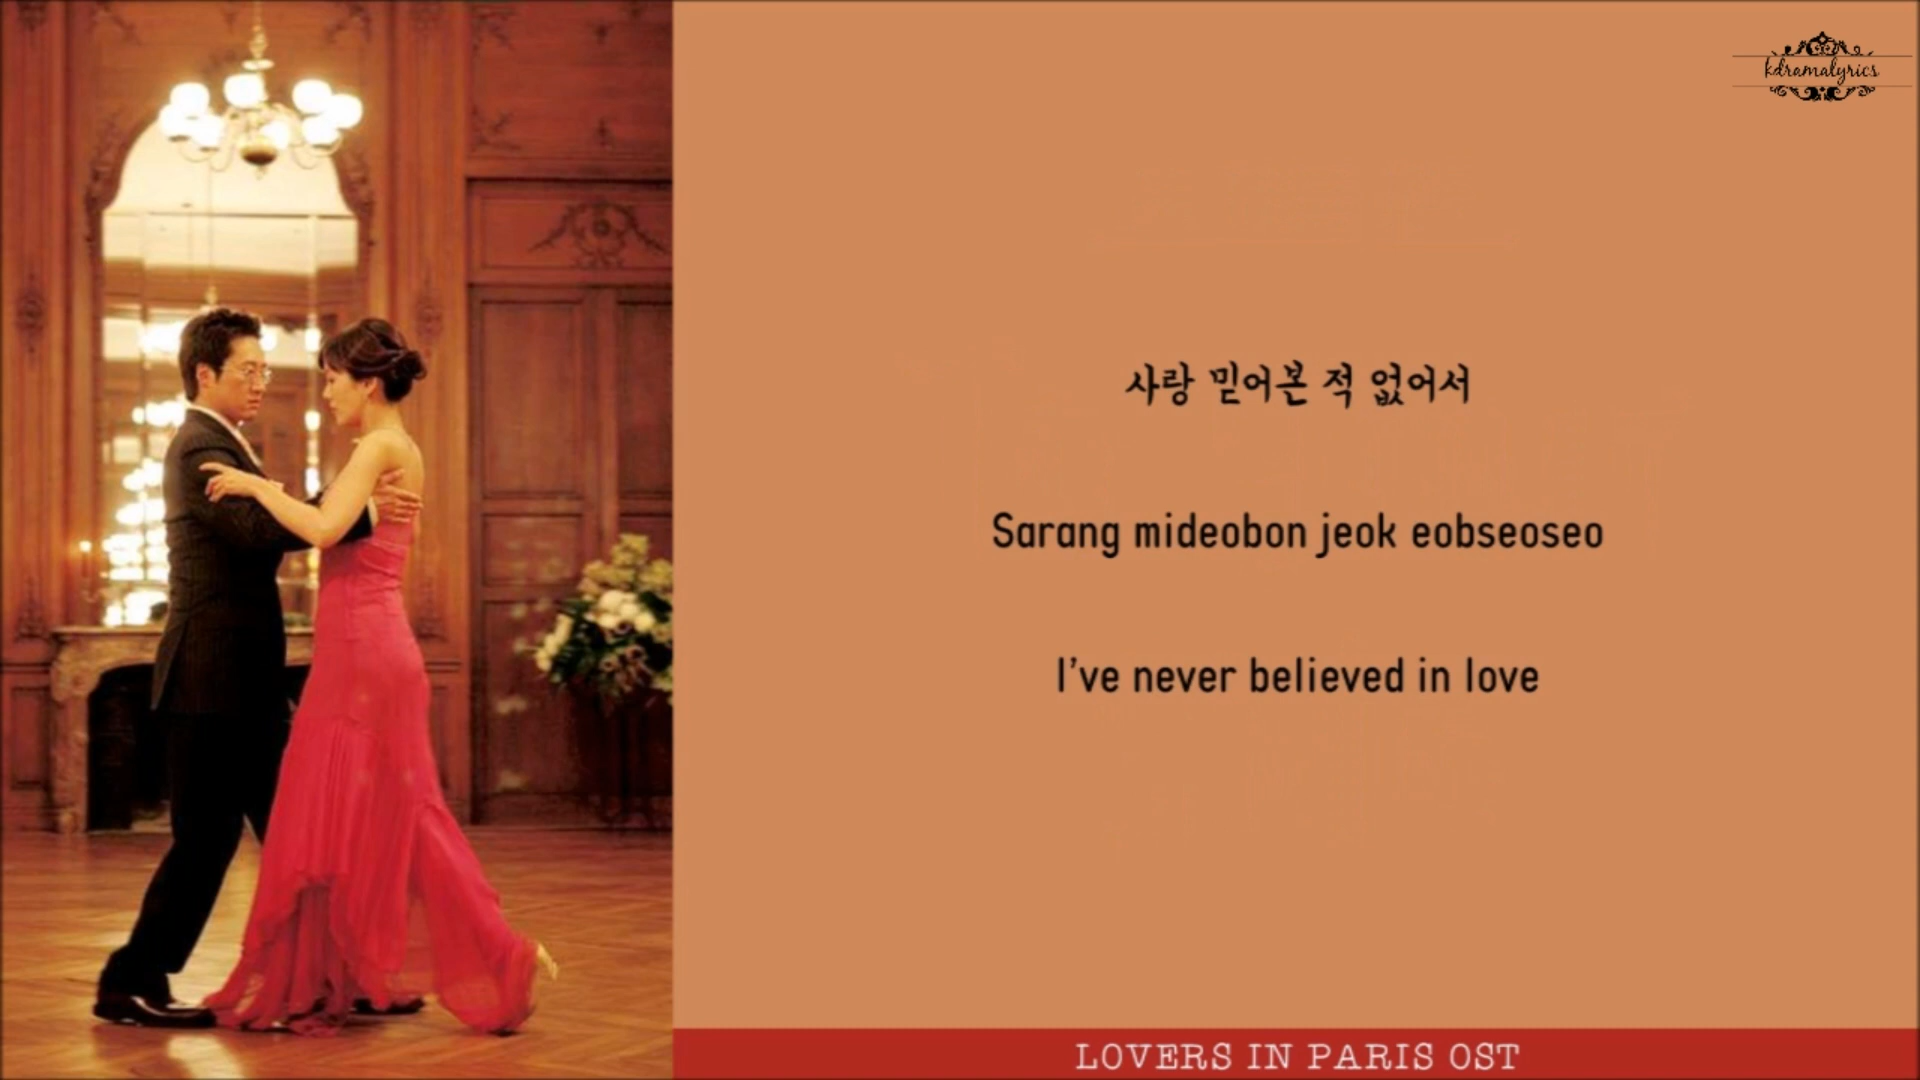 kdramalyrics
사랑 믿어본 적 없어서
Sarang mideobon jeok eobseoseo
I've never believed in love
LOVERS IN PARIS OST